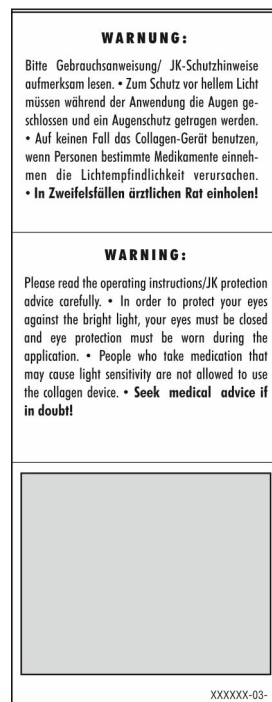 WARNUNG:
Bitte Gebrauchsanweisung/ JK-Schutzhinweise
aufmerksam lesen. • Zum Schutz vor hellem Licht
müssen während der Anwendung die Augen ge-
schlossen und ein Augenschutz getragen werden.
• Auf keinen Fall das Collagen-Gerät benutzen,
wenn Personen bestimmte Medikamente einneh-
men die Lichtempfindlichkeit verursachen.
• In Zweifelsfällen ärztlichen Rat einholen!
WARNING:
Please read the operating instructions/JK protection
advice carefully. • In order to protect your eyes
against the bright light, your eyes must be closed
and eye protection must be worn during the
application. • People who take medication that
may cause light sensitivity are not allowed to use
the collagen device. • Seek medical advice if
in doubt!
XXXXXX-03-